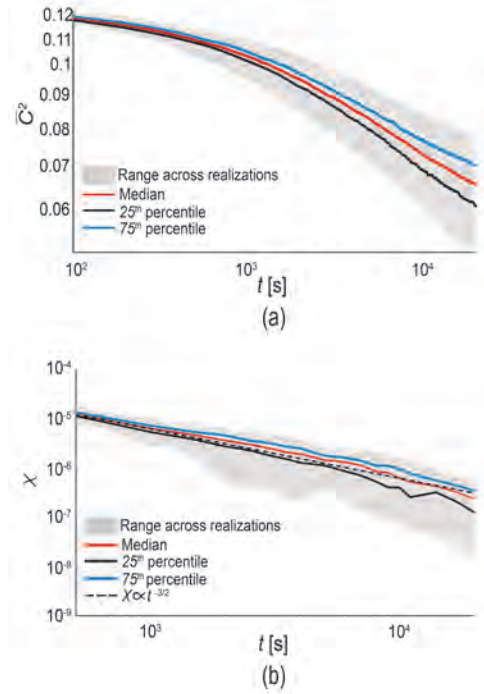 0.12
0.11
C̅²
0.1
0.09
0.08
0.07
0.06
Range across realizations
Median
25th percentile
75th percentile
10²
10³
10⁴
t [s]
(a)
10⁻⁴
10⁻⁵
10⁻⁶
χ
10⁻⁷
10⁻⁸
10⁻⁹
Range across realizations
Median
25th percentile
75th percentile
χ∝t⁻³/²
10³
10⁴
t [s]
(b)